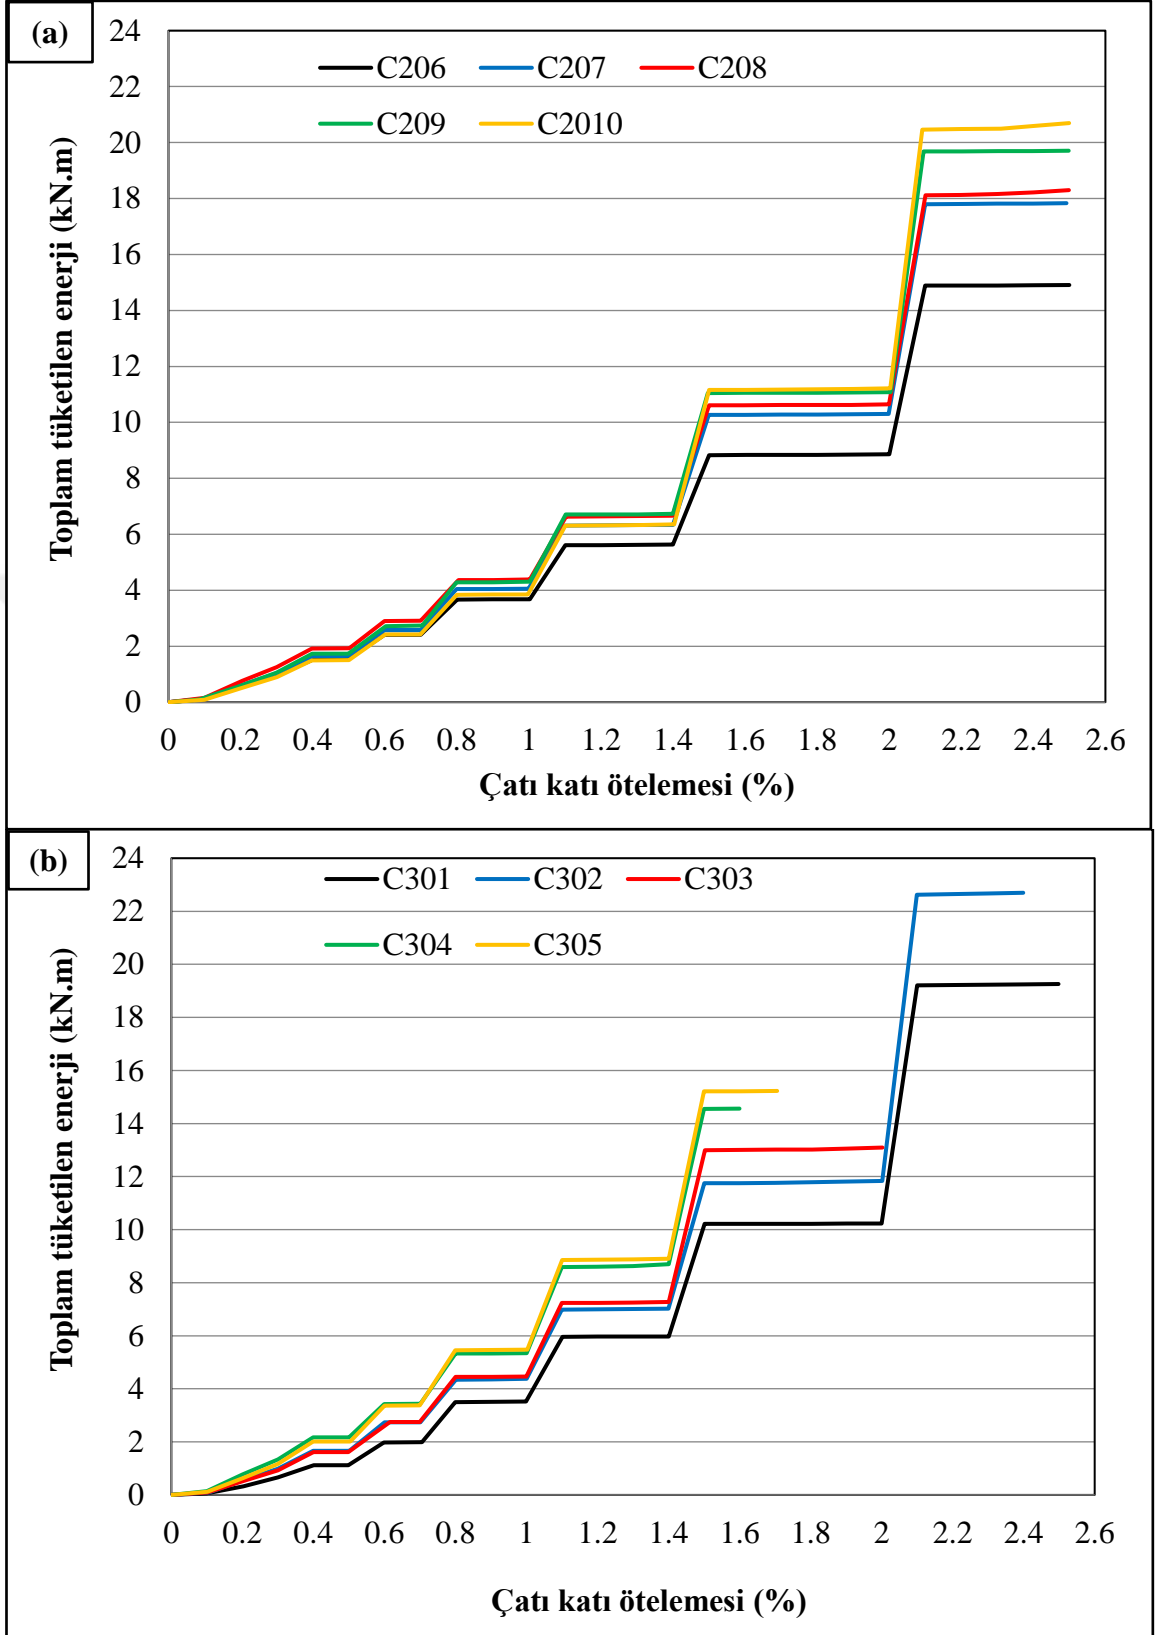 (a)
C206 C207 C208
C209 C2010
24
22
20
18
16
14
12
10
8
6
4
2
0
Toplam tüketilen enerji (kN.m)
0 0.2 0.4 0.6 0.8 1 1.2 1.4 1.6 1.8 2 2.2 2.4 2.6
Çatı katı ötelemesi (%)
(b)
C301 C302 C303
C304 C305
24
22
20
18
16
14
12
10
8
6
4
2
0
Toplam tüketilen enerji (kN.m)
0 0.2 0.4 0.6 0.8 1 1.2 1.4 1.6 1.8 2 2.2 2.4 2.6
Çatı katı ötelemesi (%)